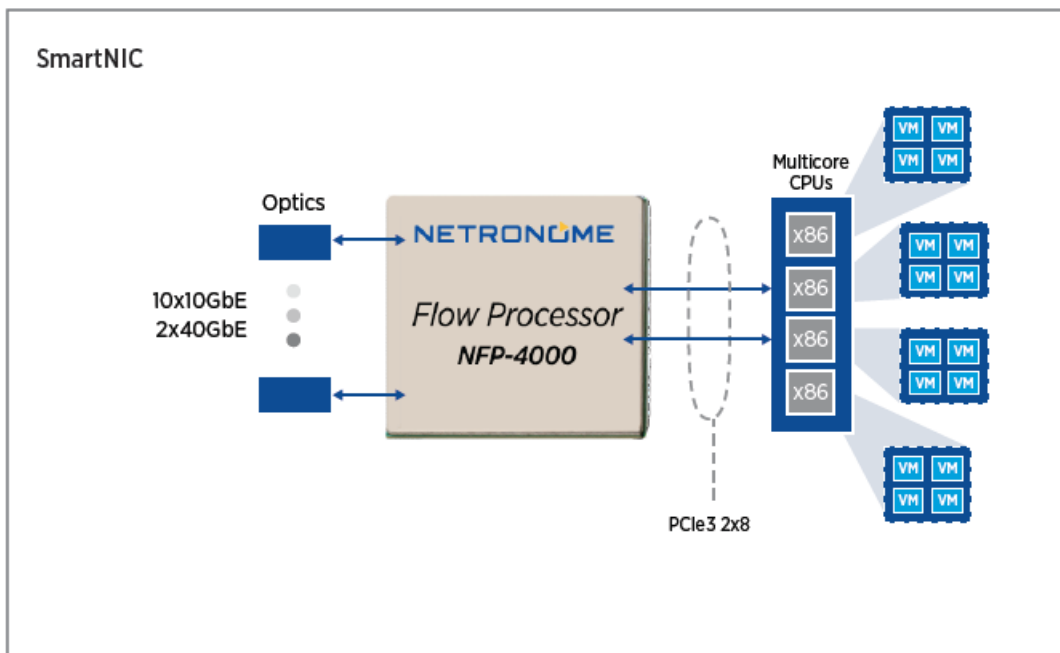 SmartNIC
Optics
10x10GbE
2x40GbE
NETRONOME
Flow Processor
NFP-4000
PCIe3 2x8
Multicore
CPUs
x86
x86
x86
x86
VM VM
VM VM
VM VM
VM VM
VM VM
VM VM
VM VM
VM VM